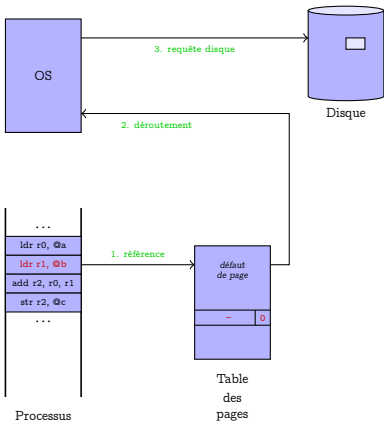 OS
3. requête disque
Disque
2. déroutement
...
ldr r0, @a
ldr r1, @b
add r2, r0, r1
str r2, @c
...
Processus
1. référence
défaut
de page
– 0
Table
des
pages